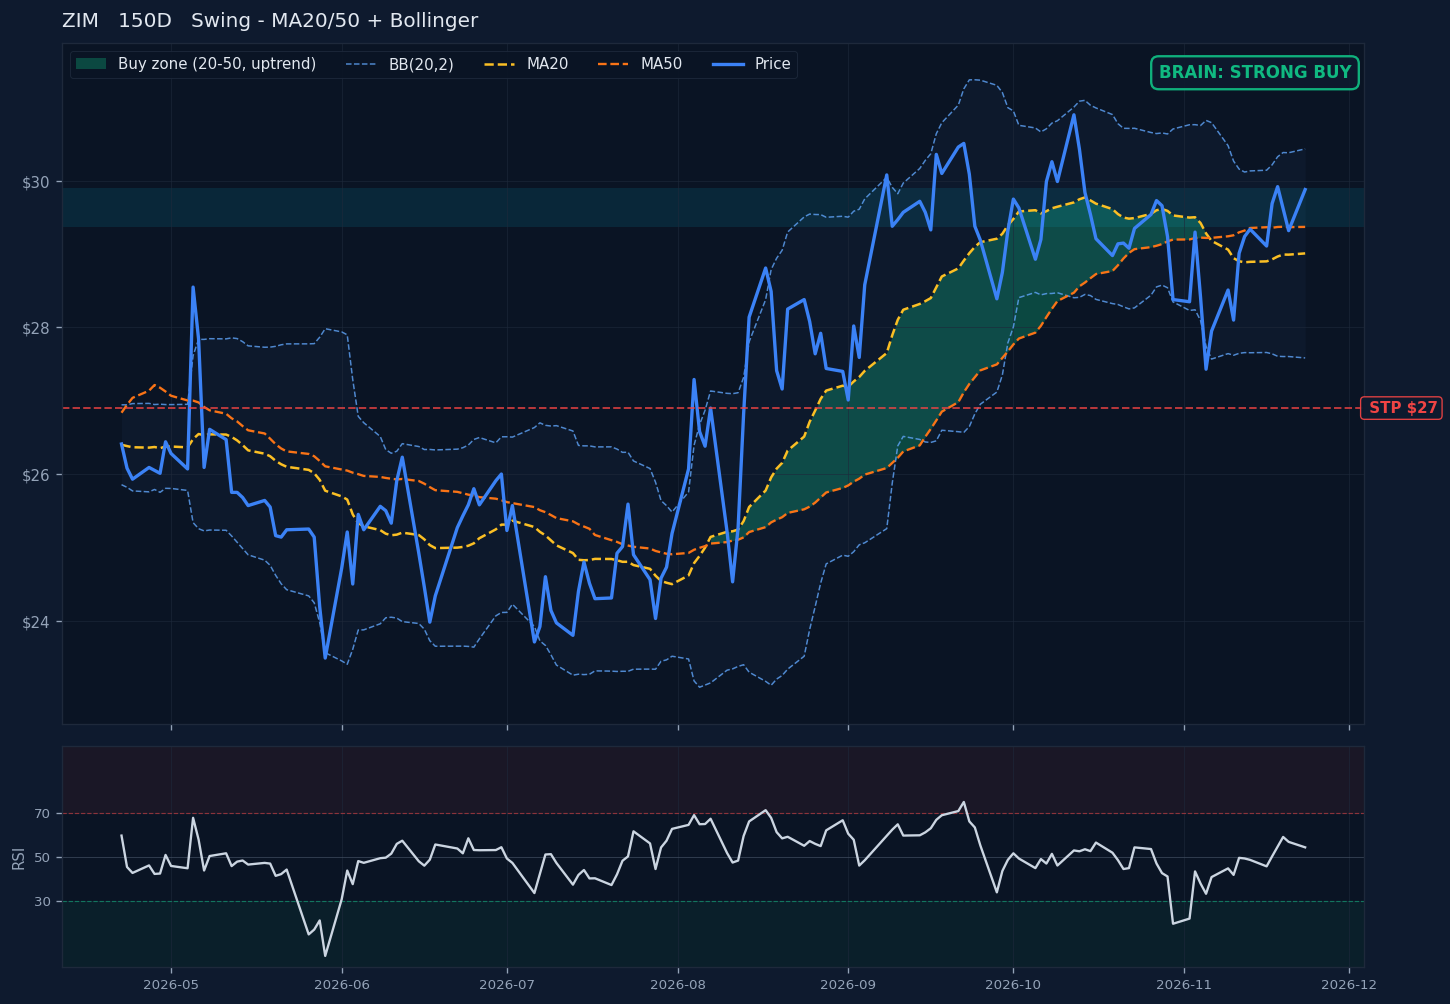 ZIM 150D Swing - MA20/50 + Bollinger
Buy zone (20-50, uptrend) BB(20,2) MA20 MA50 Price
BRAIN: STRONG BUY
$30
$28
STP $27
$26
$24
RSI
70
50
30
2026-05 2026-06 2026-07 2026-08 2026-09 2026-10 2026-11 2026-12